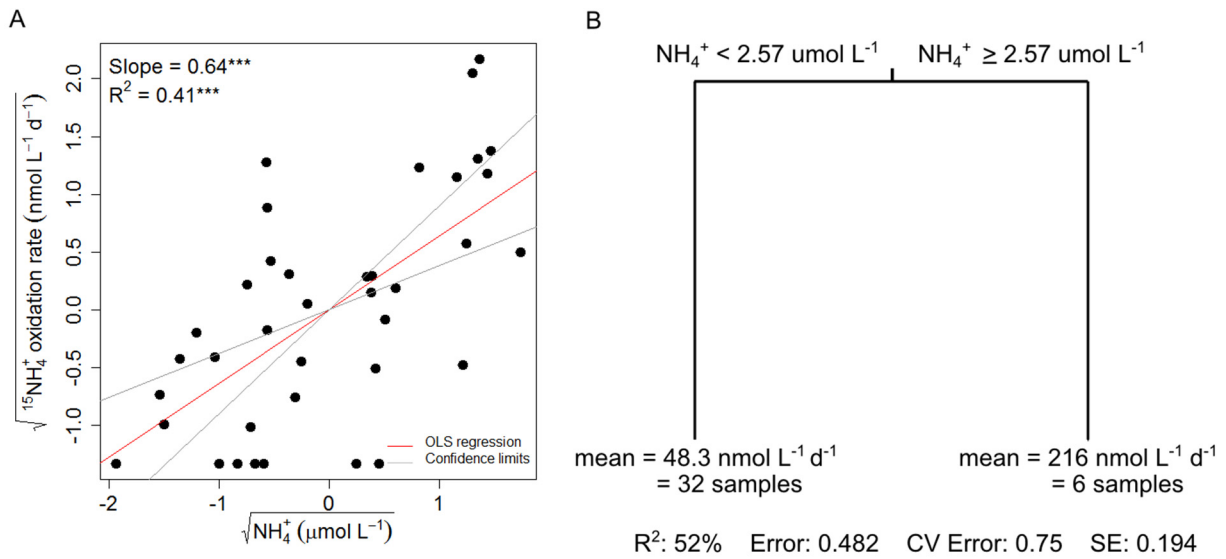 A
Slope = 0.64***
R² = 0.41***
√¹⁵NH₄⁺ oxidation rate (nmol L⁻¹ d⁻¹)
2.0
1.5
1.0
0.5
0.0
-0.5
-1.0
OLS regression
Confidence limits
-2 -1 0 1
√NH₄⁺ (μmol L⁻¹)
B
NH₄⁺ < 2.57 umol L⁻¹ NH₄⁺ ≥ 2.57 umol L⁻¹
mean = 48.3 nmol L⁻¹ d⁻¹ mean = 216 nmol L⁻¹ d⁻¹
= 32 samples = 6 samples
R²: 52% Error: 0.482 CV Error: 0.75 SE: 0.194